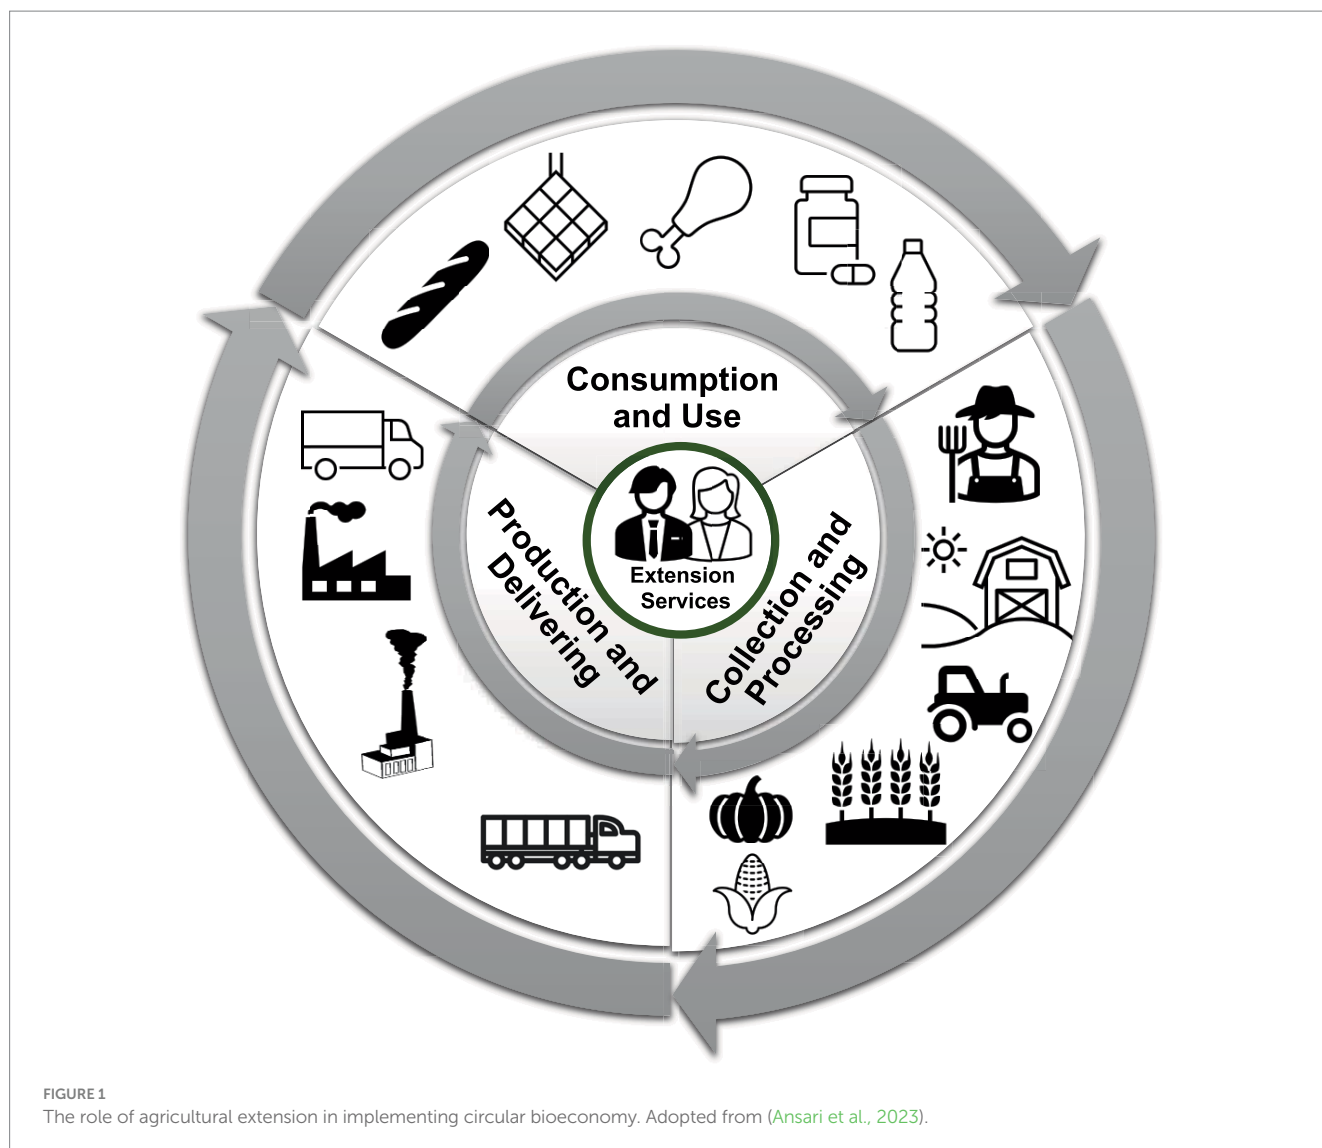 Consumption
and Use
Production and
Delivering
Extension
Services
Collection and
Processing
FIGURE 1
The role of agricultural extension in implementing circular bioeconomy. Adopted from (Ansari et al., 2023).